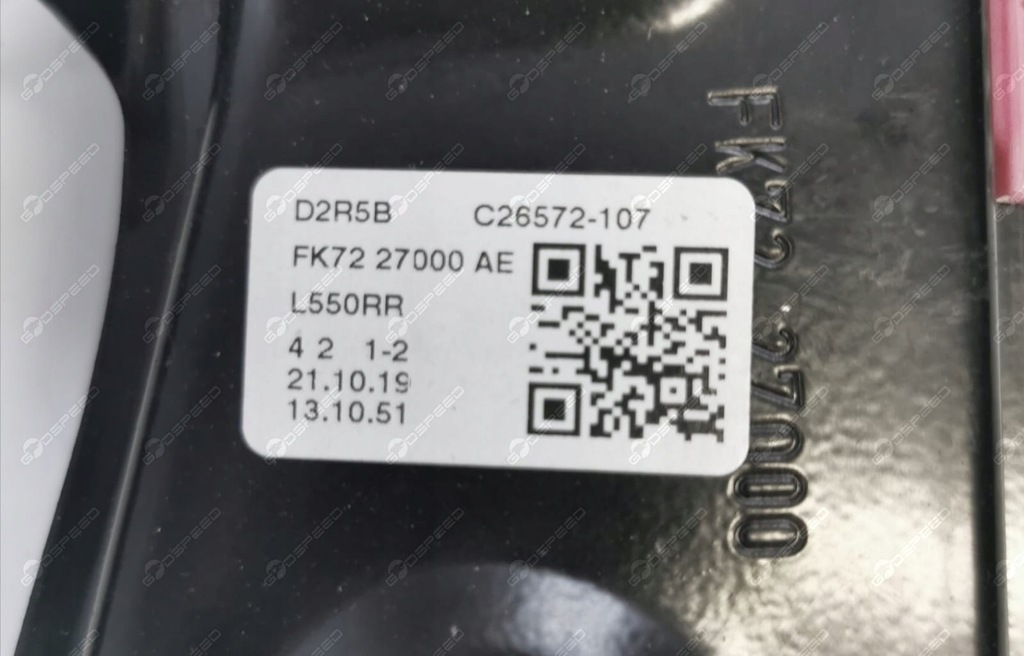 D2R5B C26572-107
FK72 27000 AE
L550RR
4 2 1-2
21.10.19
13.10.51
FK72-27000
GODSPEED